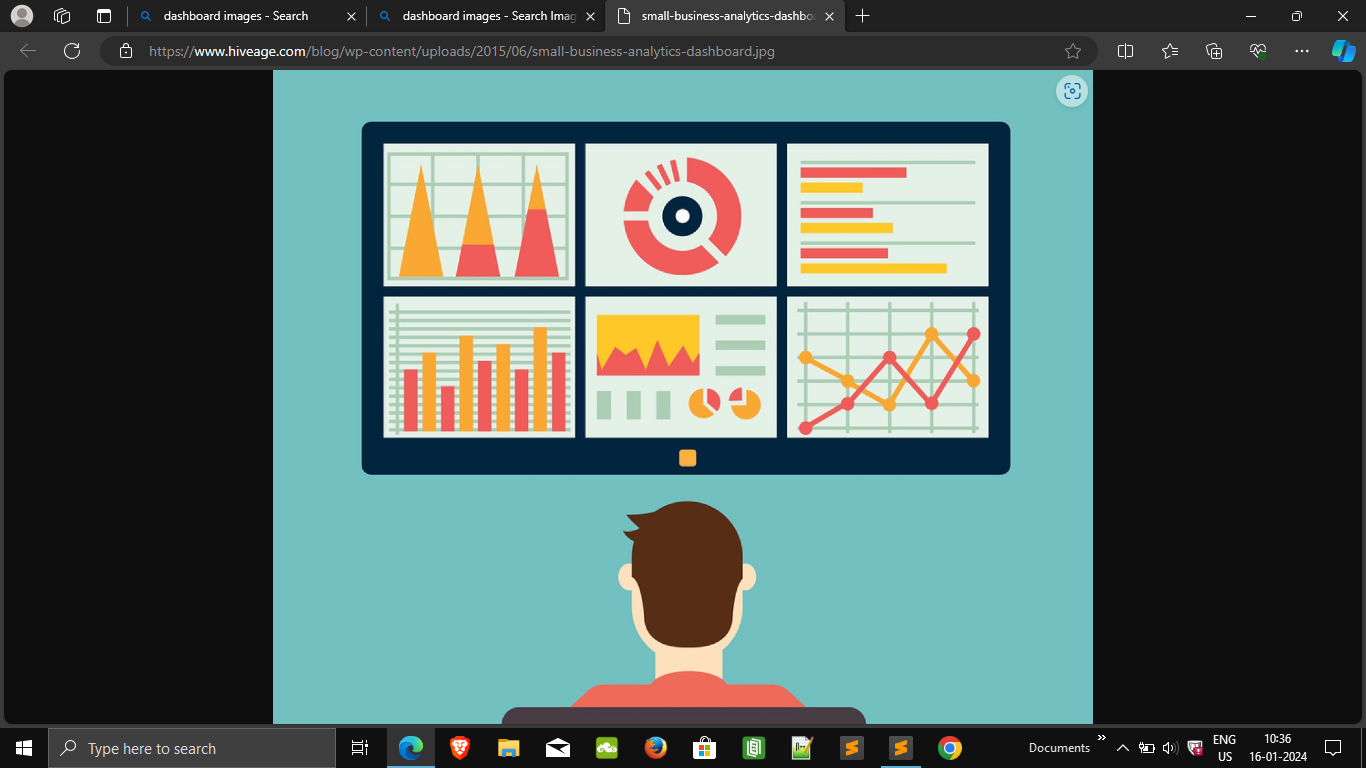 dashboard images - Search
dashboard images - Search Imag
small-business-analytics-dashboa
https://www.hiveage.com/blog/wp-content/uploads/2015/06/small-business-analytics-dashboard.jpg
Type here to search
Documents
ENG
US
10:36
16-01-2024